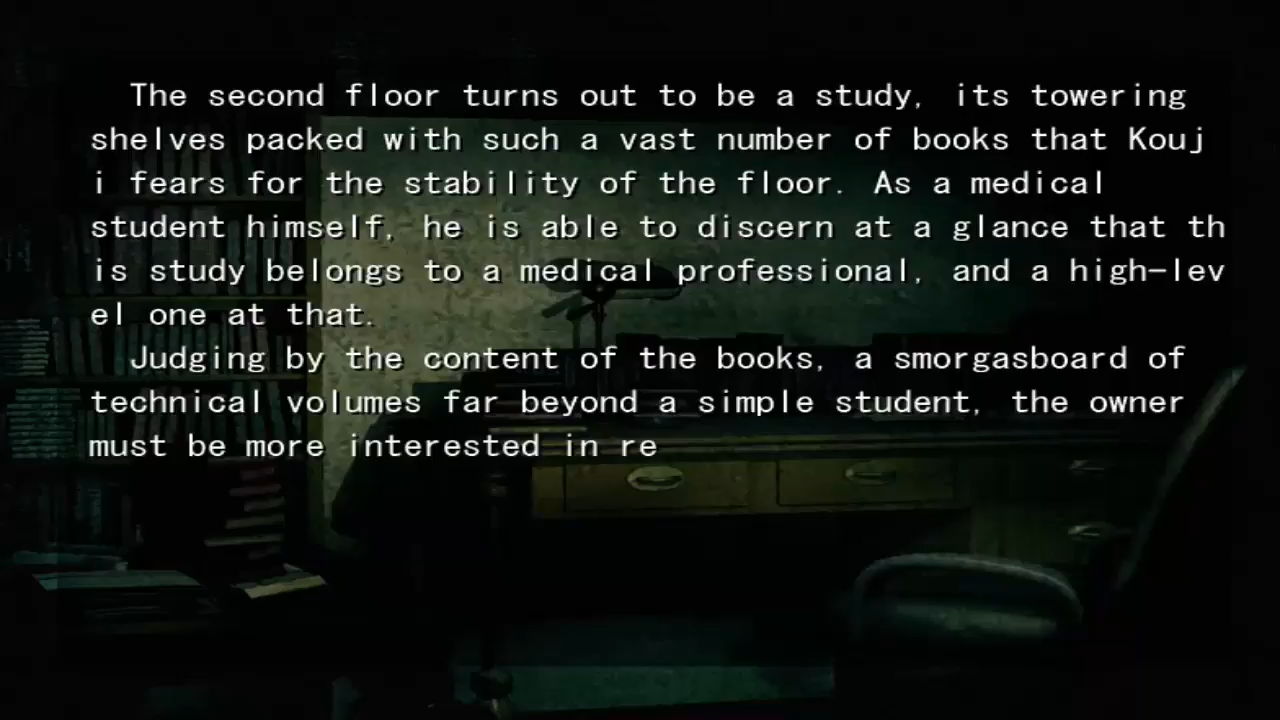 The second floor turns out to be a study, its towering
shelves packed with such a vast number of books that Kouj
i fears for the stability of the floor. As a medical
student himself, he is able to discern at a glance that th
is study belongs to a medical professional, and a high-lev
el one at that.
Judging by the content of the books, a smorgasboard of
technical volumes far beyond a simple student, the owner
must be more interested in re